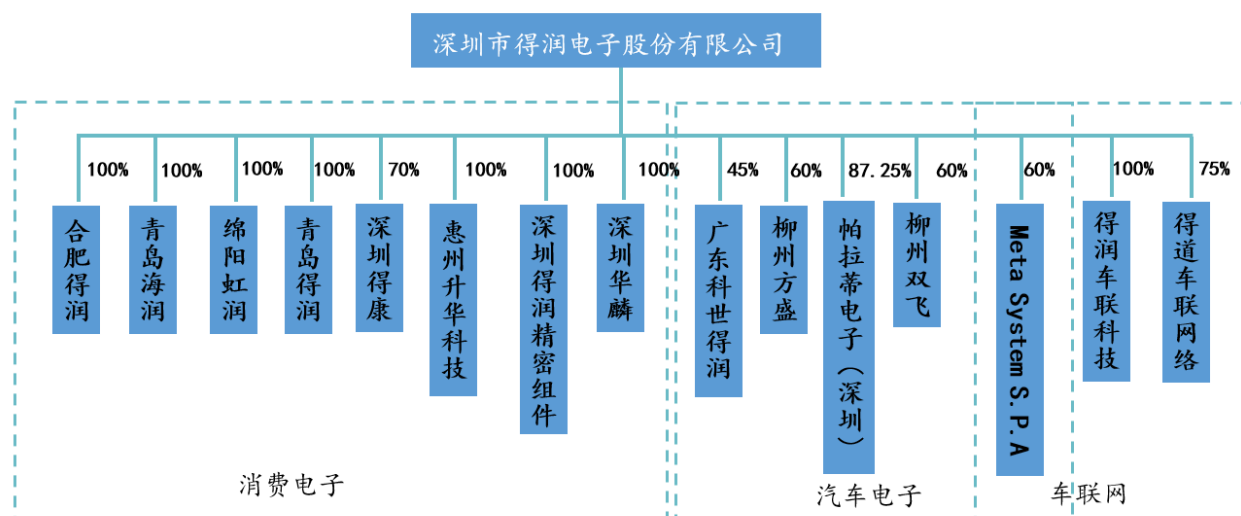 深圳市得润电子股份有限公司
100%
100%
100%
100%
70%
100%
100%
100%
45%
60%
87.25%
60%
60%
100%
75%
合肥得润
青岛海润
绵阳虹润
青岛得润
深圳得康
惠州升华科技
深圳得润精密组件
深圳华麟
广东科世得润
柳州方盛
帕拉蒂电子（深圳）
柳州双飞
Meta System S.P.A
得润车联科技
得道车联网络
消费电子
汽车电子
车联网